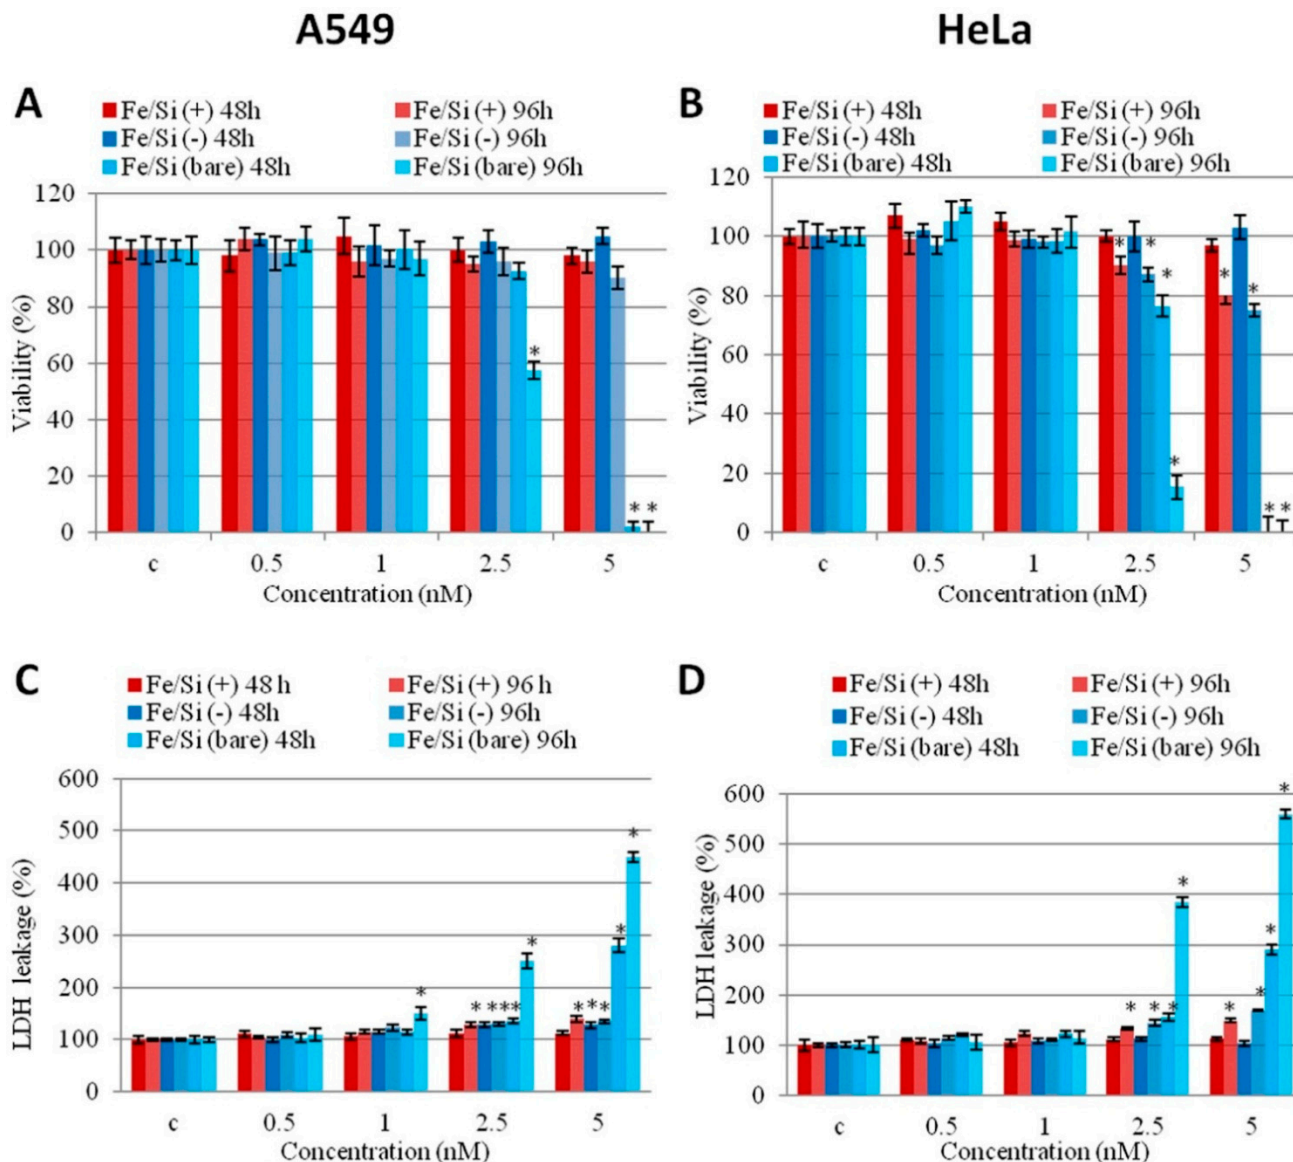 A549
HeLa
A
Fe/Si (+) 48h
Fe/Si (+) 96h
Fe/Si (-) 48h
Fe/Si (-) 96h
Fe/Si (bare) 48h
Fe/Si (bare) 96h
Viability (%)
120
100
80
60
40
20
0
* * *
c 0.5 1 2.5 5
Concentration (nM)
B
Fe/Si (+) 48h
Fe/Si (+) 96h
Fe/Si (-) 48h
Fe/Si (-) 96h
Fe/Si (bare) 48h
Fe/Si (bare) 96h
Viability (%)
120
100
80
60
40
20
0
* * * * * * * *
c 0.5 1 2.5 5
Concentration (nM)
C
Fe/Si (+) 48 h
Fe/Si (+) 96 h
Fe/Si (-) 48h
Fe/Si (-) 96h
Fe/Si (bare) 48h
Fe/Si (bare) 96h
LDH leakage (%)
600
500
400
300
200
100
0
* * * * * * * * * * *
c 0.5 1 2.5 5
Concentration (nM)
D
Fe/Si (+) 48h
Fe/Si (+) 96h
Fe/Si (-) 48h
Fe/Si (-) 96h
Fe/Si (bare) 48h
Fe/Si (bare) 96h
LDH leakage (%)
600
500
400
300
200
100
0
* * * * * * * *
c 0.5 1 2.5 5
Concentration (nM)